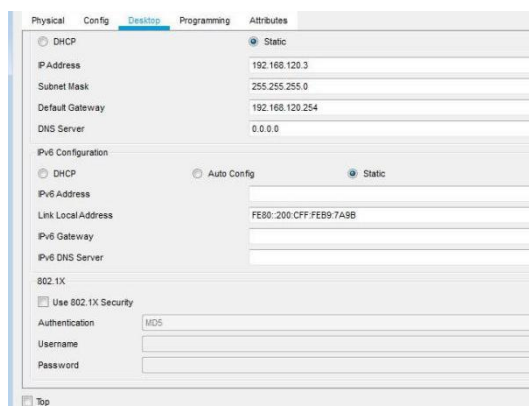 Physical Config Desktop Programming Attributes
DHCP Static
IP Address 192.168.120.3
Subnet Mask 255.255.255.0
Default Gateway 192.168.120.254
DNS Server 0.0.0.0
IPv6 Configuration
DHCP Auto Config Static
IPv6 Address
Link Local Address FE80::200:CFF:FEB9:7A9B
IPv6 Gateway
IPv6 DNS Server
802.1X
Use 802.1X Security
Authentication MD5
Username
Password
Top